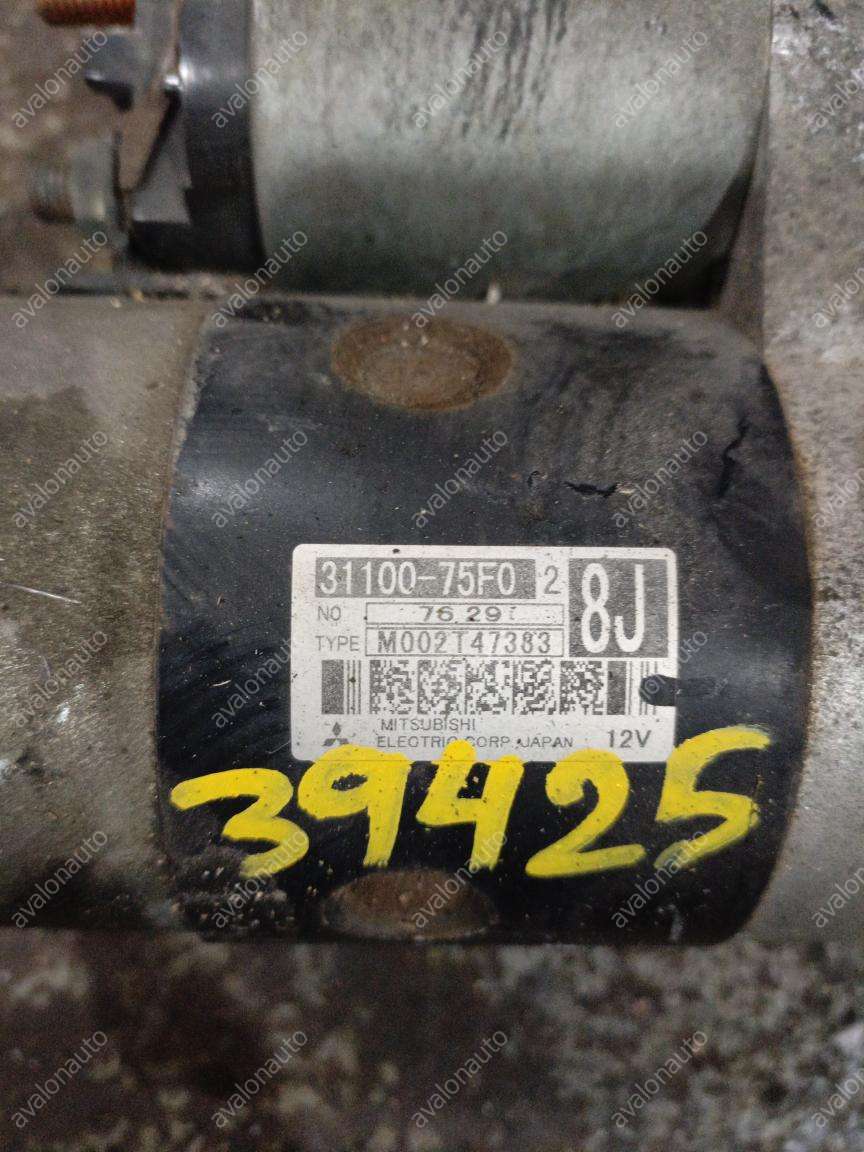 31100-75F0 2
8J
NO 76 29
TYPE M002T47383
MITSUBISHI
ELECTRIC CORP. JAPAN 12V
39425
avalonauto